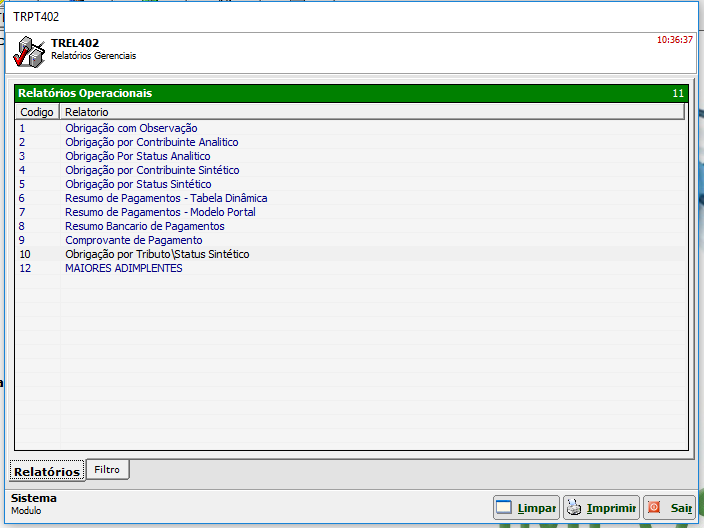 TRPT402
TREL402
Relatórios Gerenciais
10:36:37
Relatórios Operacionais 11
Codigo Relatorio
1 Obrigação com Observação
2 Obrigação por Contribuinte Analitico
3 Obrigação Por Status Analitico
4 Obrigação por Contribuinte Sintético
5 Obrigação por Status Sintético
6 Resumo de Pagamentos - Tabela Dinâmica
7 Resumo de Pagamentos - Modelo Portal
8 Resumo Bancario de Pagamentos
9 Comprovante de Pagamento
10 Obrigação por Tributo\Status Sintético
12 MAIORES ADIMPLENTES
Relatórios Filtro
Sistema
Modulo
Limpar Imprimir Sair